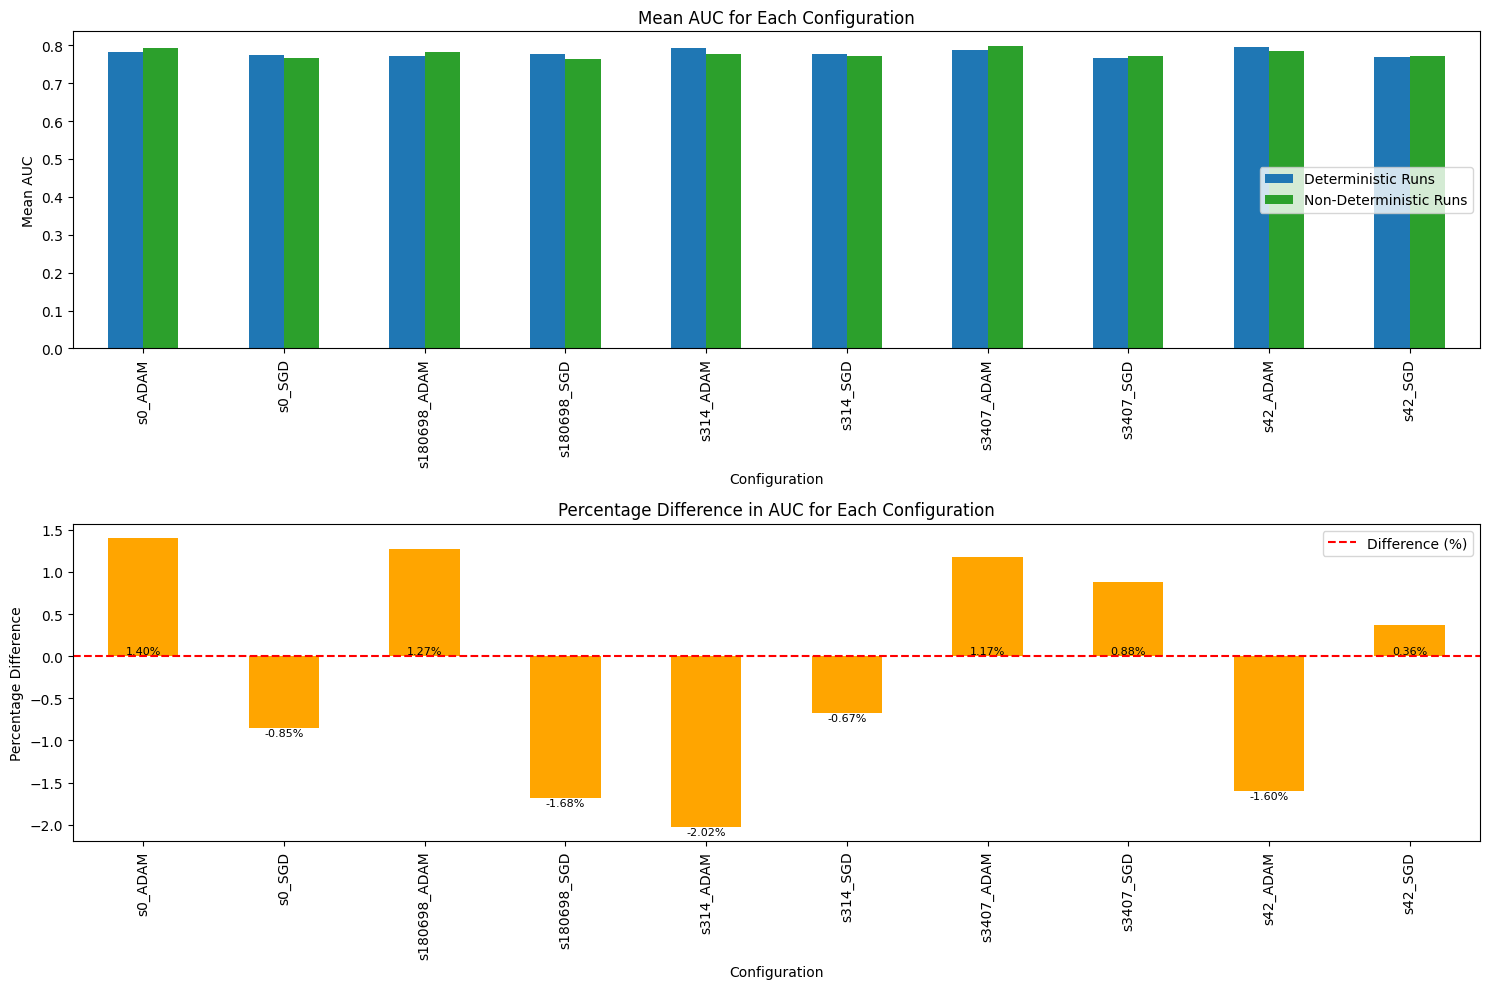 Mean AUC for Each Configuration
Mean AUC
0.8
0.7
0.6
0.5
0.4
0.3
0.2
0.1
0.0
Deterministic Runs
Non-Deterministic Runs
s0_ADAM
s0_SGD
s180698_ADAM
s180698_SGD
s314_ADAM
s314_SGD
s3407_ADAM
s3407_SGD
s42_ADAM
s42_SGD
Configuration
Percentage Difference in AUC for Each Configuration
Percentage Difference
1.5
1.0
0.5
0.0
−0.5
−1.0
−1.5
−2.0
Difference (%)
1.40%
-0.85%
1.27%
-1.68%
-2.02%
-0.67%
1.17%
0.88%
-1.60%
0.36%
s0_ADAM
s0_SGD
s180698_ADAM
s180698_SGD
s314_ADAM
s314_SGD
s3407_ADAM
s3407_SGD
s42_ADAM
s42_SGD
Configuration